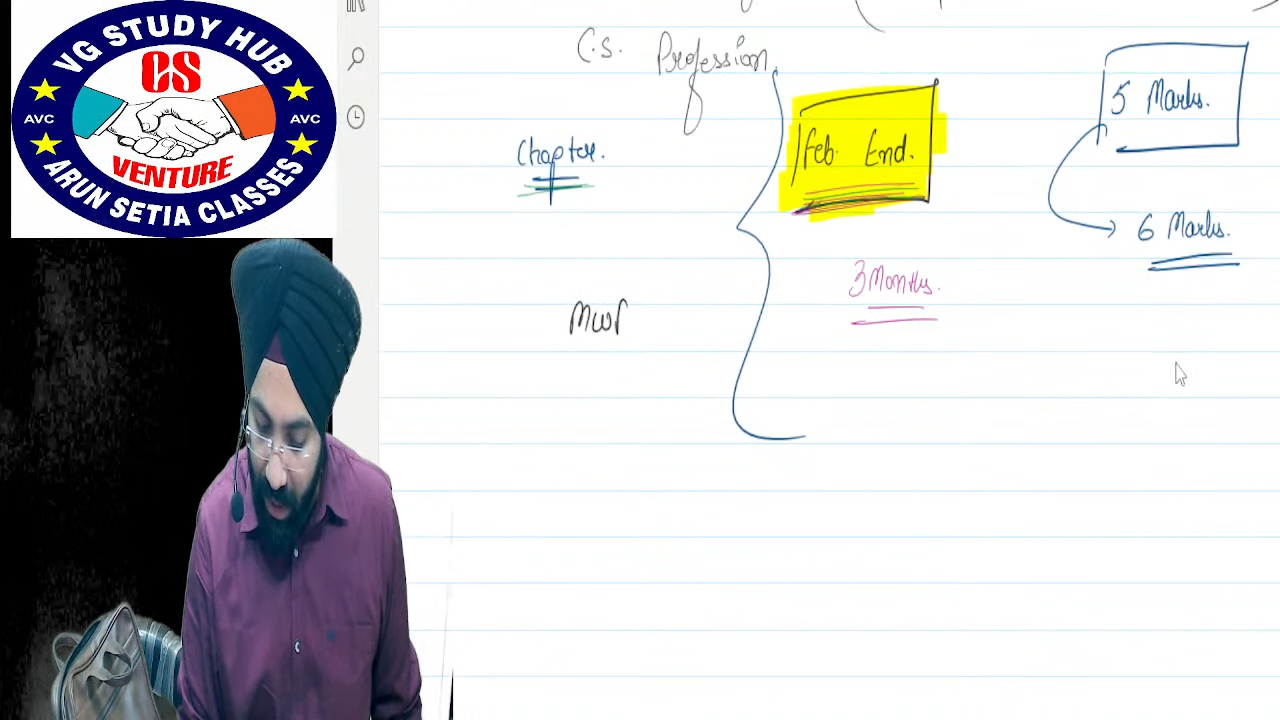 VG STUDY HUB
CS
AVC
AVC
VENTURE
ARUN SETIA CLASSES
C.S. Profession
Chapter.
Feb. End.
5 Marks.
6 Marks.
3 Months.